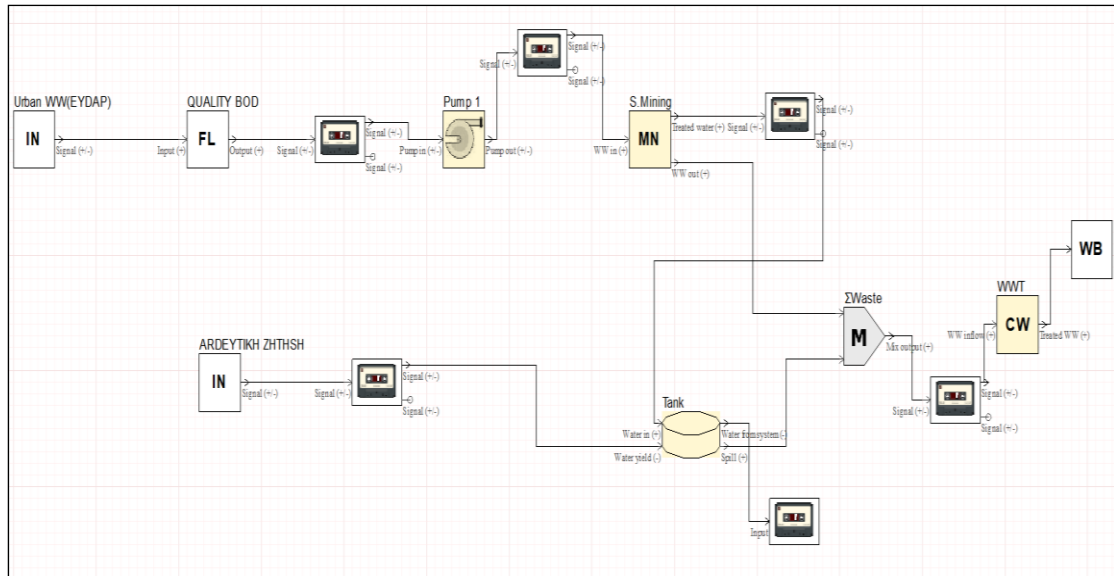 Signal (+/-)
Signal (+/-)
Signal (+/-)
Urban WW(EYDAP)
IN
Signal (+/-)
QUALITY BOD
FL
Input (+)
Output (+)
Signal (+/-)
Signal (+/-)
Signal (+/-)
Pump 1
Pump in (+/-)
Pump out (+/-)
S.Mining
MN
WW in (+)
Treated water (+)
WW out (+)
Signal (+/-)
Signal (+/-)
Signal (+/-)
WB
WWT
CW
WW inflow (+)
Treated WW (+)
ΣWaste
M
Mix output (+)
Signal (+/-)
Signal (+/-)
Signal (+/-)
ARDEYTIKH ZHTHSH
IN
Signal (+/-)
Signal (+/-)
Signal (+/-)
Signal (+/-)
Tank
Water in (+)
Water yield (-)
Water from system (-)
Spill (+)
Input